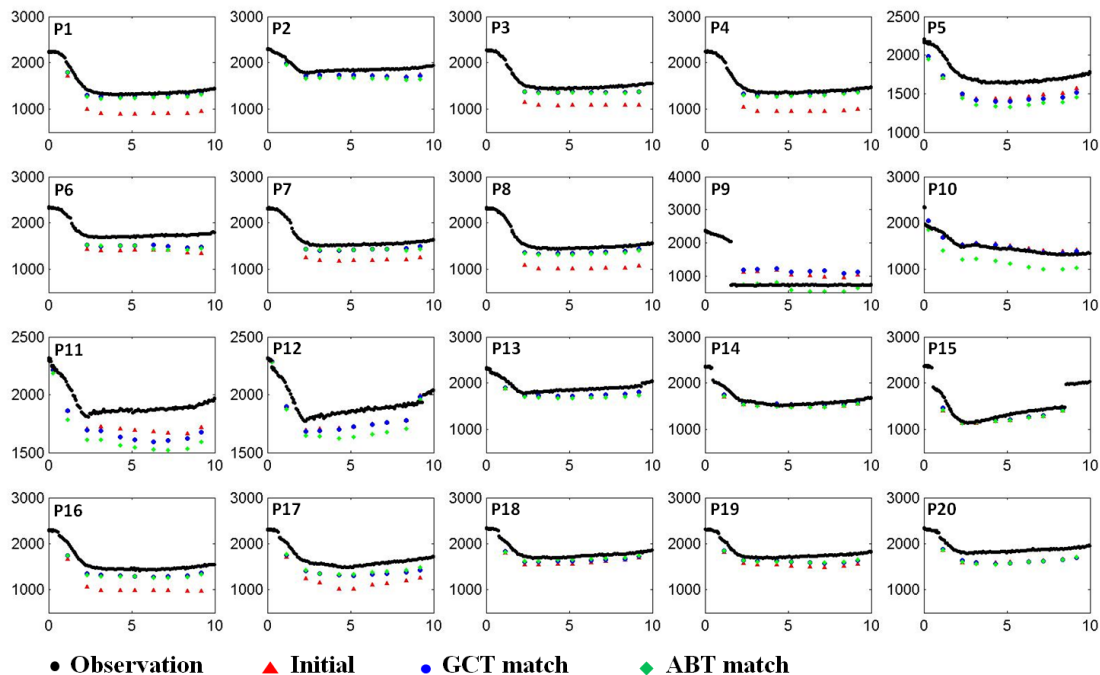 3000 3000 3000 3000 2500
P1 P2 P3 P4 P5
2000 2000 2000 2000 2000
1500
1000 1000 1000 1000 1000
0 5 10 0 5 10 0 5 10 0 5 10 0 5 10
3000 3000 3000 4000 3000
P6 P7 P8 P9 P10
3000
2000 2000 2000 2000 2000
1000 1000 1000 1000 1000
0 5 10 0 5 10 0 5 10 0 5 10 0 5 10
2500 2500 3000 3000 3000
P11 P12 P13 P14 P15
2000 2000 2000 2000 2000
1000 1000 1000
1500 1500
0 5 10 0 5 10 0 5 10 0 5 10 0 5 10
3000 3000 3000 3000 3000
P16 P17 P18 P19 P20
2000 2000 2000 2000 2000
1000 1000 1000 1000 1000
0 5 10 0 5 10 0 5 10 0 5 10 0 5 10
Observation Initial GCT match ABT match